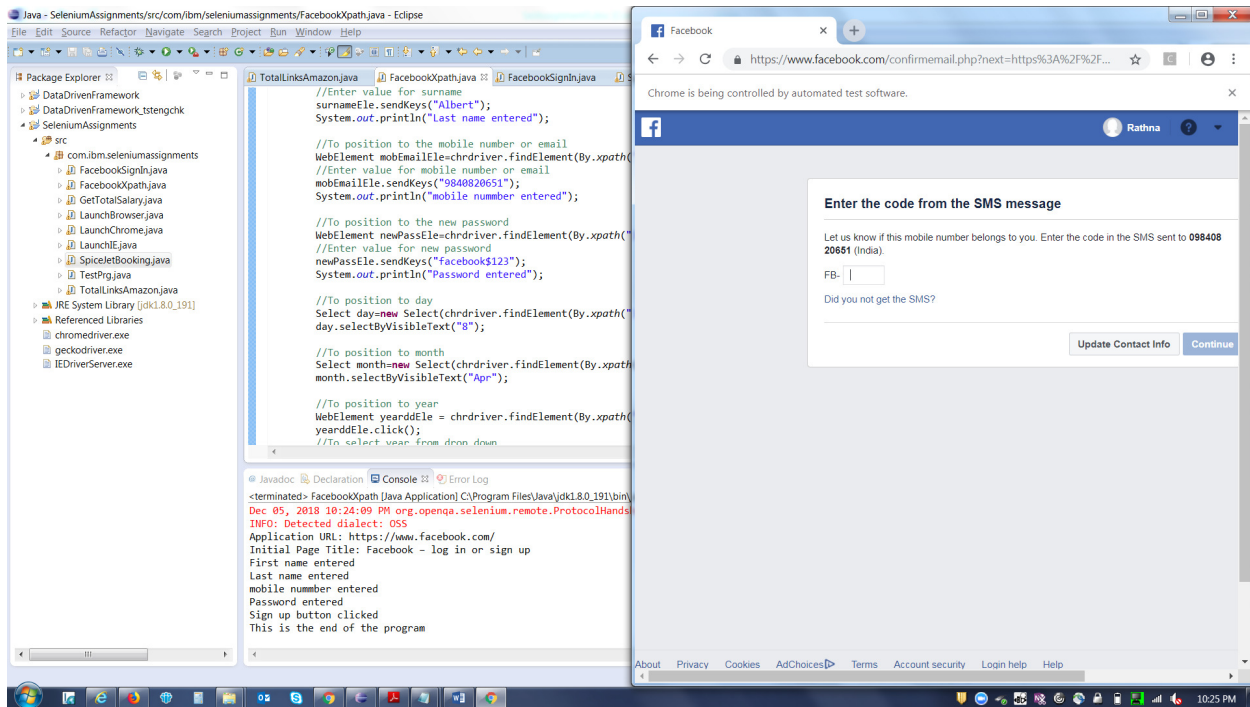 Java - SeleniumAssignments/src/com/ibm/seleniumassignments/FacebookXpath.java - Eclipse
File Edit Source Refactor Navigate Search Project Run Window Help
Package Explorer
DataDrivenFramework
DataDrivenFramework_tstengchk
SeleniumAssignments
src
com.ibm.seleniumassignments
FacebookSignIn.java
FacebookXpath.java
GetTotalSalary.java
LaunchBrowser.java
LaunchChrome.java
LaunchIE.java
SpiceJetBooking.java
TestPrg.java
TotalLinksAmazon.java
JRE System Library [jdk1.8.0_191]
Referenced Libraries
chromedriver.exe
geckodriver.exe
IEDriverServer.exe
TotalLinksAmazon.java FacebookXpath.java FacebookSignIn.java
//Enter value for surname
surnameEle.sendKeys("Albert");
System.out.println("Last name entered");
//To position to the mobile number or email
WebElement mobEmailEle=chrdriver.findElement(By.xpath(
//Enter value for mobile number or email
mobEmailEle.sendKeys("9840820651");
System.out.println("mobile nummber entered");
//To position to the new password
WebElement newPassEle=chrdriver.findElement(By.xpath("
//Enter value for new password
newPassEle.sendKeys("facebook$123");
System.out.println("Password entered");
//To position to day
Select day=new Select(chrdriver.findElement(By.xpath("
day.selectByVisibleText("8");
//To position to month
Select month=new Select(chrdriver.findElement(By.xpath
month.selectByVisibleText("Apr");
//To position to year
WebElement yearddEle = chrdriver.findElement(By.xpath(
yearddEle.click();
//To select year from drop down
Javadoc Declaration Console Error Log
<terminated> FacebookXpath [Java Application] C:\Program Files\Java\jdk1.8.0_191\bin\
Dec 05, 2018 10:24:09 PM org.openqa.selenium.remote.ProtocolHandsh
INFO: Detected dialect: OSS
Application URL: https://www.facebook.com/
Initial Page Title: Facebook – log in or sign up
First name entered
Last name entered
mobile nummber entered
Password entered
Sign up button clicked
This is the end of the program
Facebook
https://www.facebook.com/confirmemail.php?next=https%3A%2F%2F...
Chrome is being controlled by automated test software.
Rathna
Enter the code from the SMS message
Let us know if this mobile number belongs to you. Enter the code in the SMS sent to 098408
20651 (India).
FB-
Did you not get the SMS?
Update Contact Info Continue
About Privacy Cookies AdChoices Terms Account security Login help Help
10:25 PM